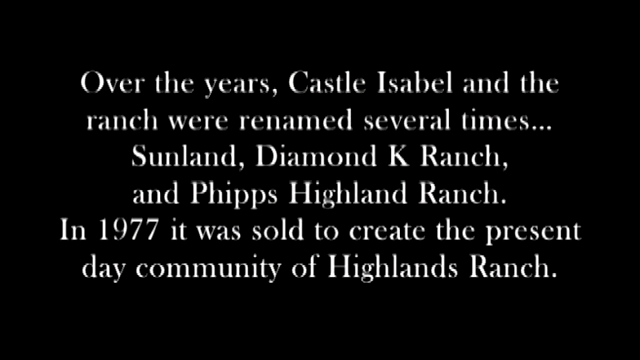 Over the years, Castle Isabel and the
ranch were renamed several times...
Sunland, Diamond K Ranch,
and Phipps Highland Ranch.
In 1977 it was sold to create the present
day community of Highlands Ranch.